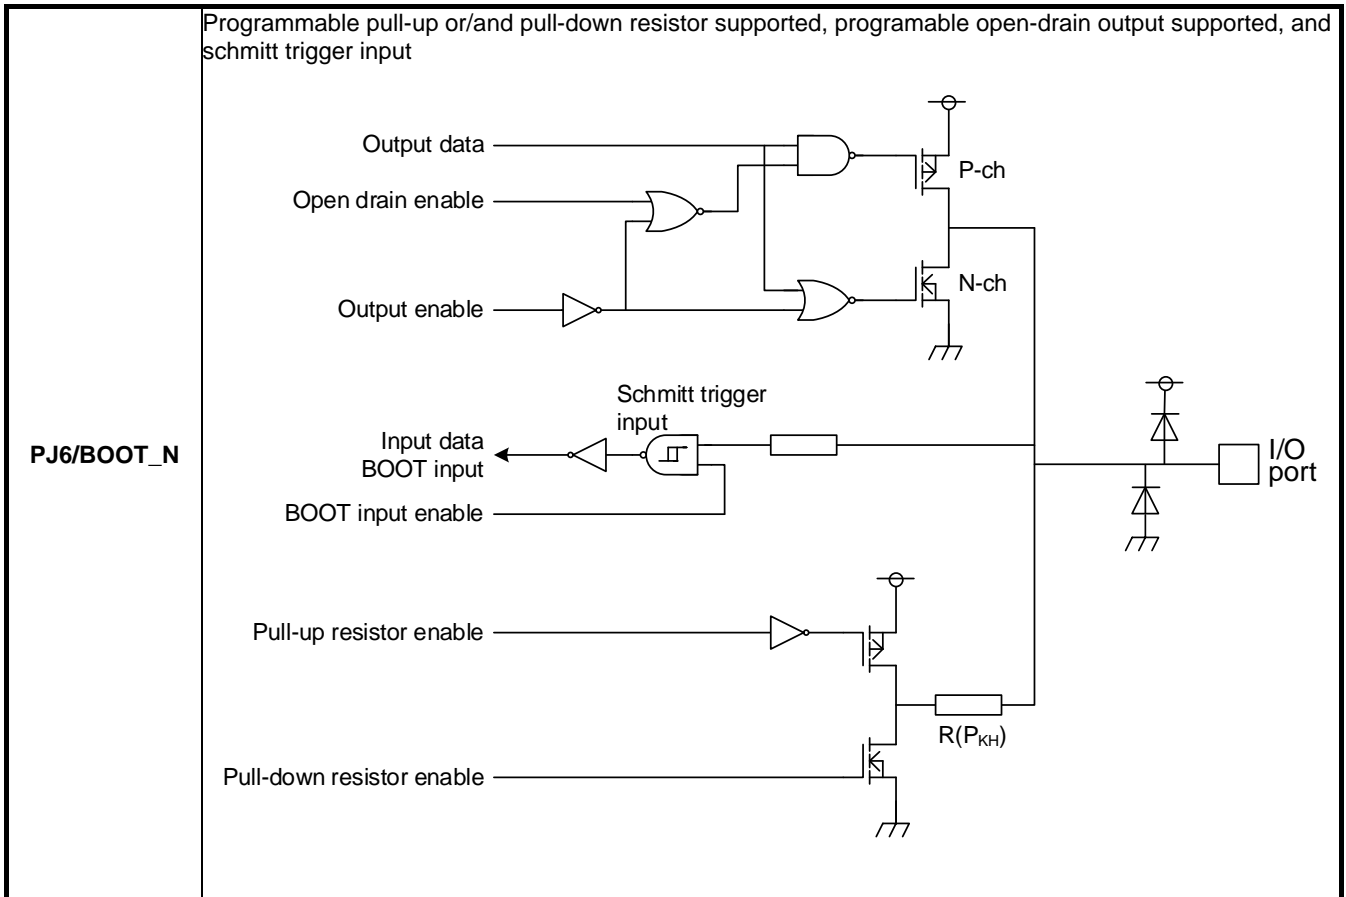 Programmable pull-up or/and pull-down resistor supported, programable open-drain output supported, and
schmitt trigger input
PJ6/BOOT_N
Output data
Open drain enable
Output enable
P-ch
N-ch
Schmitt trigger
input
Input data
BOOT input
BOOT input enable
I/O
port
Pull-up resistor enable
R(PKH)
Pull-down resistor enable